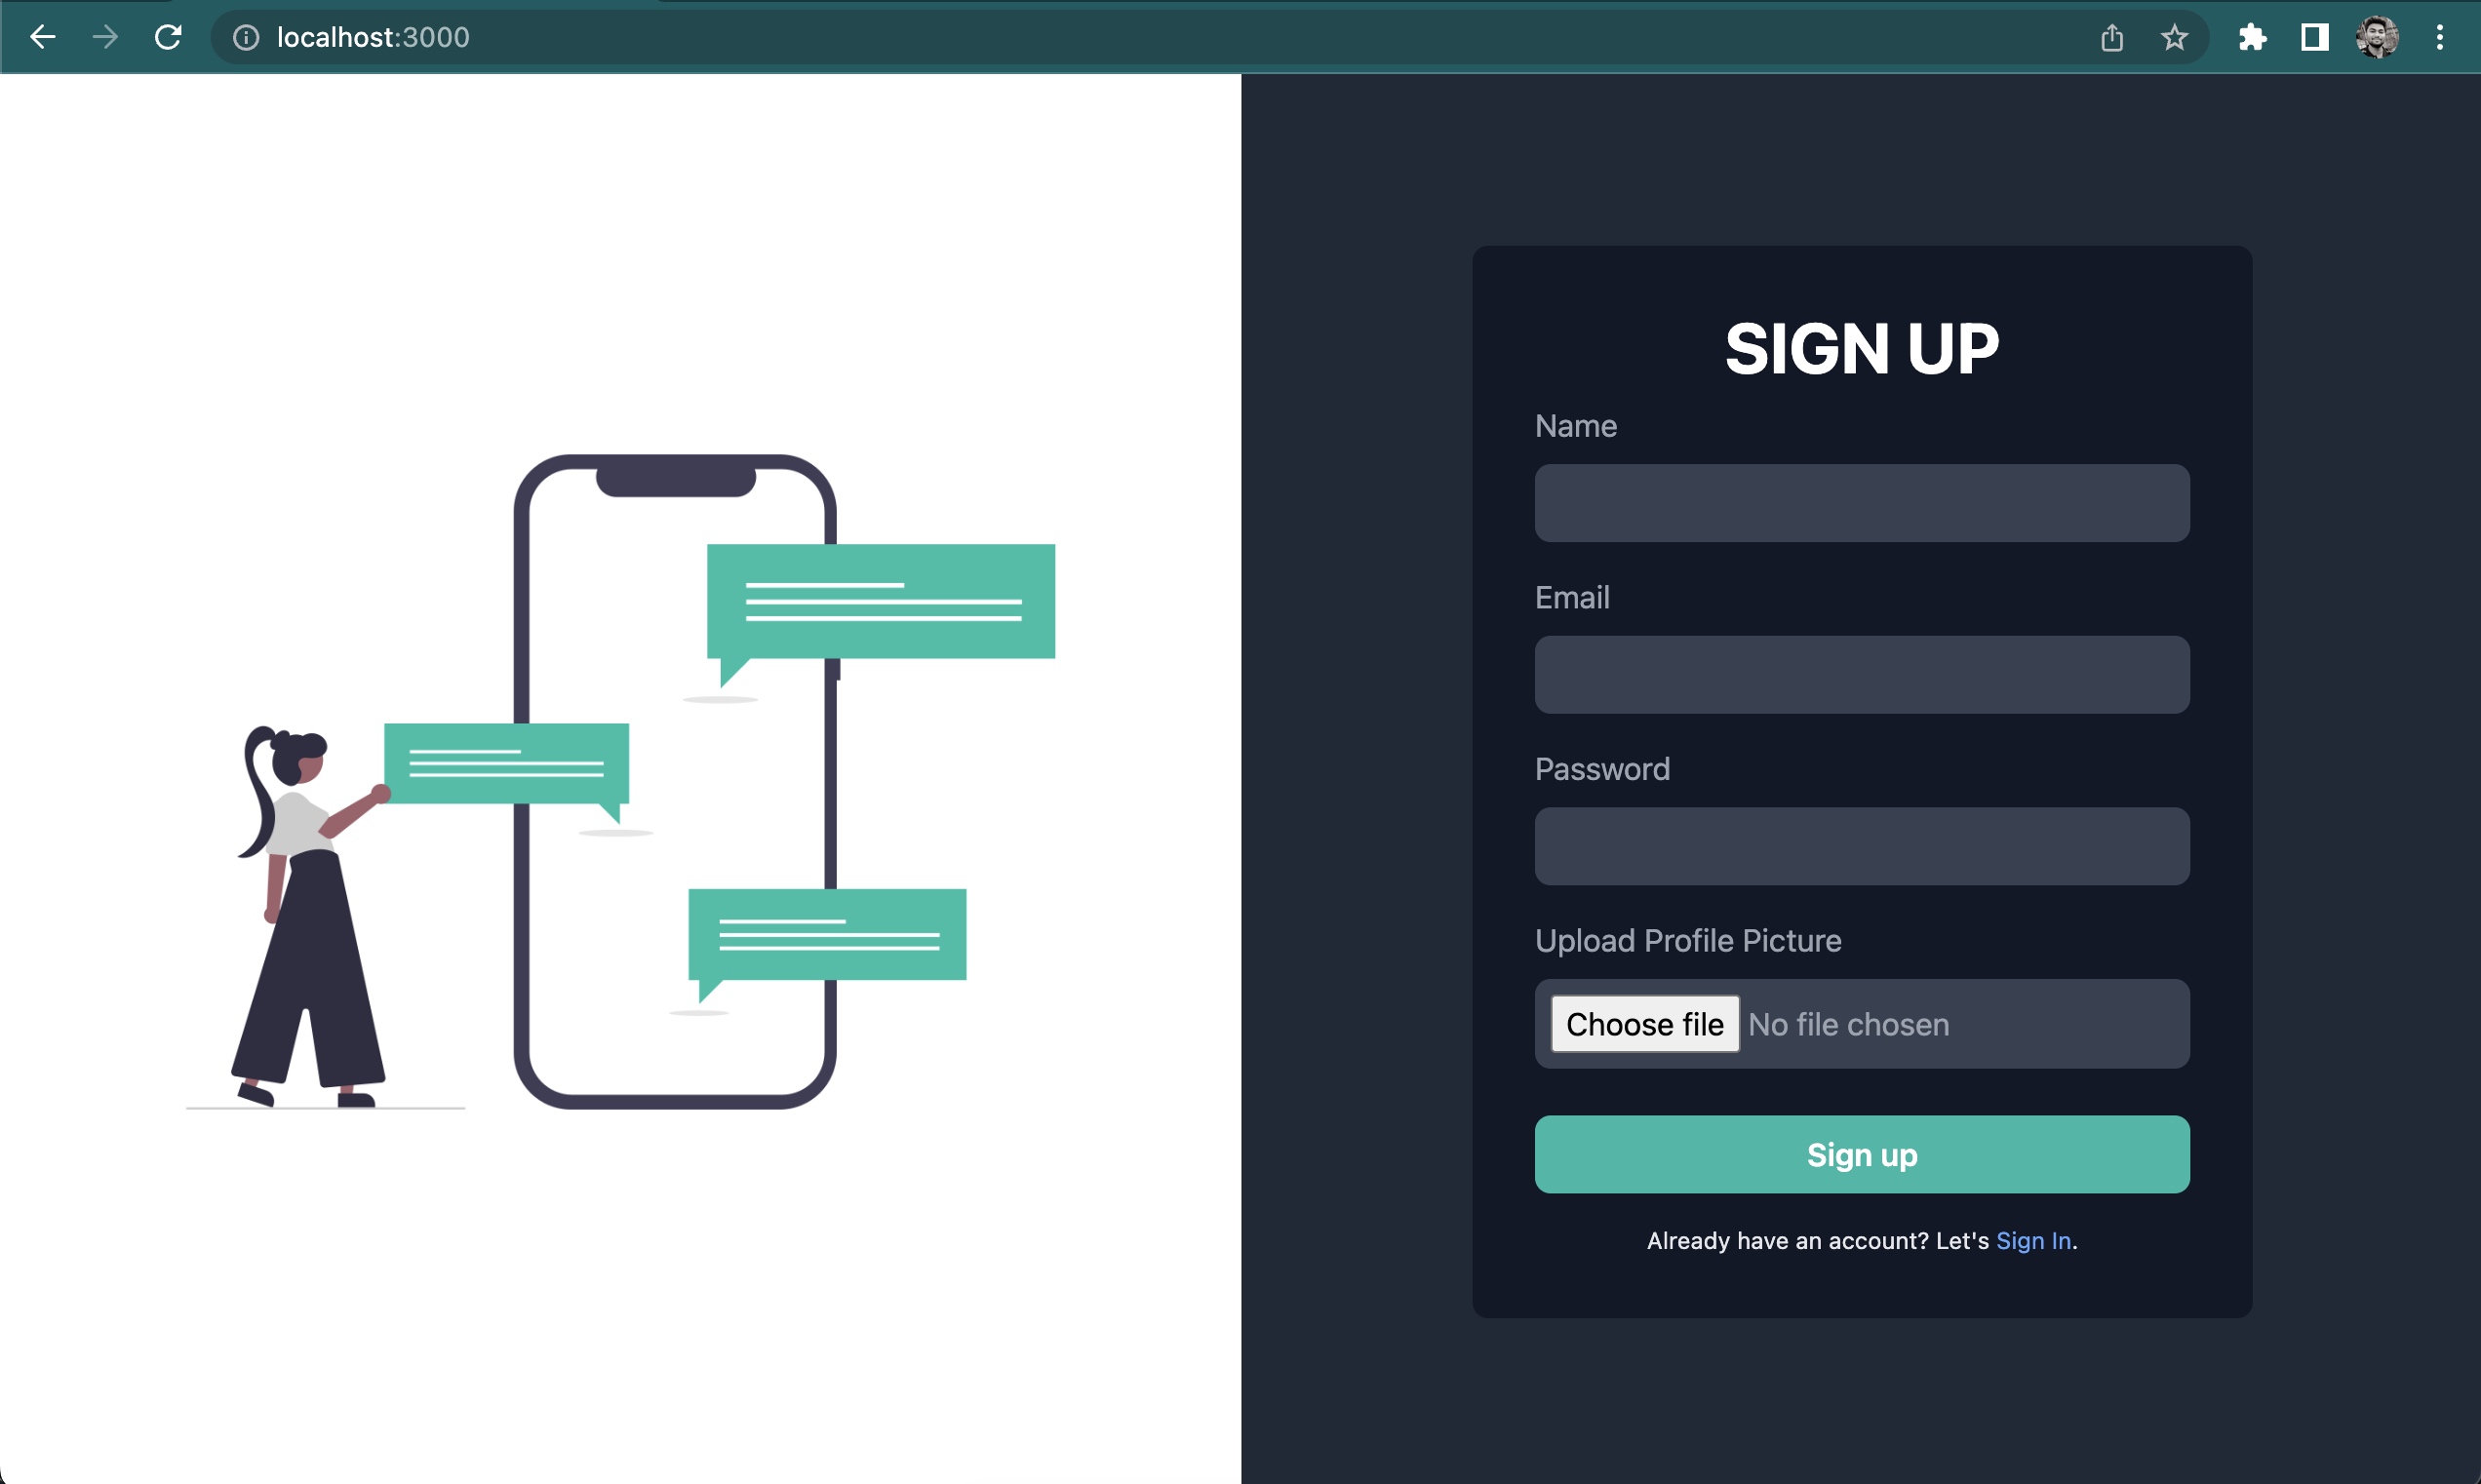 localhost:3000
SIGN UP
Name
Email
Password
Upload Profile Picture
Choose file No file chosen
Sign up
Already have an account? Let's Sign In.